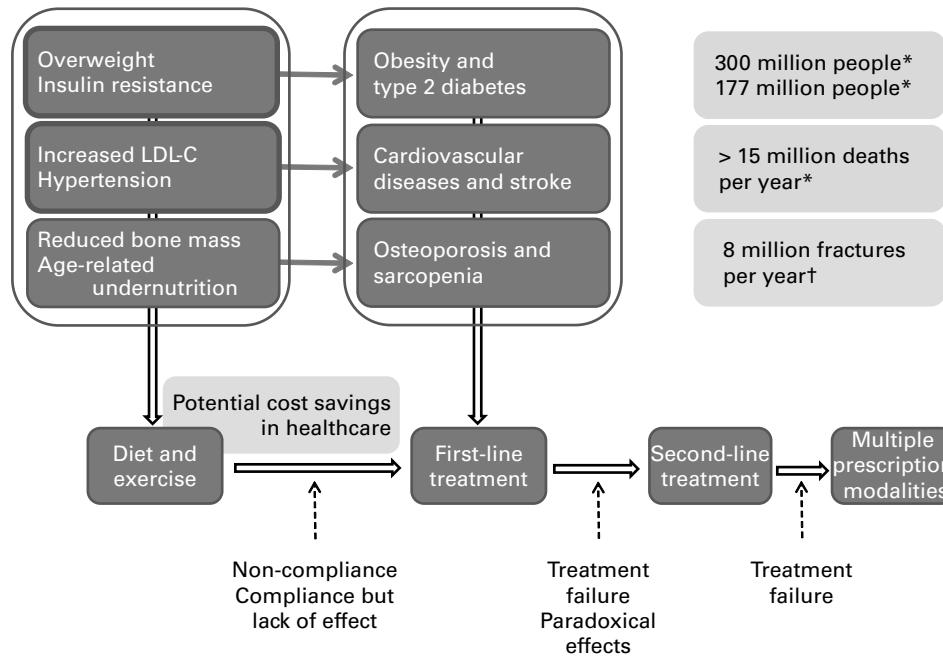 Overweight
Insulin resistance
Obesity and
type 2 diabetes
300 million people*
177 million people*
Increased LDL-C
Hypertension
Cardiovascular
diseases and stroke
> 15 million deaths
per year*
Reduced bone mass
Age-related
undernutrition
Osteoporosis and
sarcopenia
8 million fractures
per year†
Potential cost savings
in healthcare
Diet and
exercise
First-line
treatment
Second-line
treatment
Multiple
prescription
modalities
Non-compliance
Compliance but
lack of effect
Treatment
failure
Paradoxical
effects
Treatment
failure